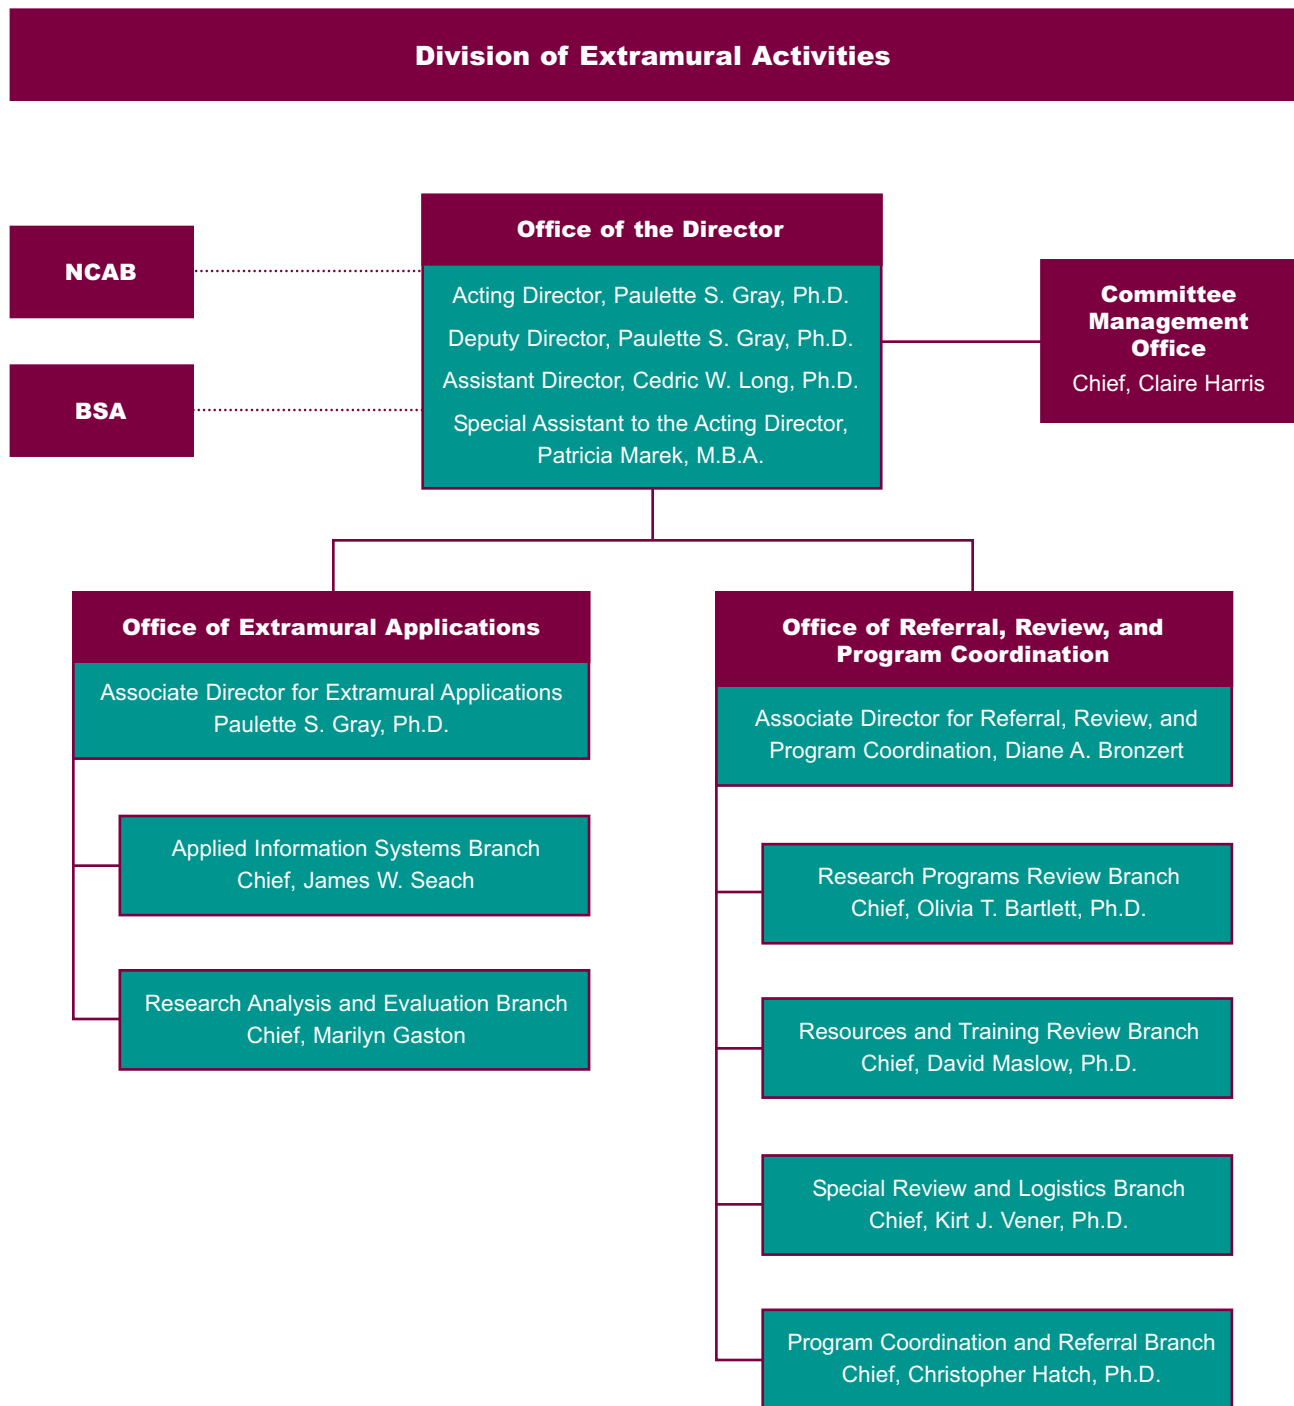 Division of Extramural Activities
NCAB
BSA
Office of the Director
Acting Director, Paulette S. Gray, Ph.D.
Deputy Director, Paulette S. Gray, Ph.D.
Assistant Director, Cedric W. Long, Ph.D.
Special Assistant to the Acting Director,
Patricia Marek, M.B.A.
Committee
Management
Office
Chief, Claire Harris
Office of Extramural Applications
Associate Director for Extramural Applications
Paulette S. Gray, Ph.D.
Applied Information Systems Branch
Chief, James W. Seach
Research Analysis and Evaluation Branch
Chief, Marilyn Gaston
Office of Referral, Review, and
Program Coordination
Associate Director for Referral, Review, and
Program Coordination, Diane A. Bronzert
Research Programs Review Branch
Chief, Olivia T. Bartlett, Ph.D.
Resources and Training Review Branch
Chief, David Maslow, Ph.D.
Special Review and Logistics Branch
Chief, Kirt J. Vener, Ph.D.
Program Coordination and Referral Branch
Chief, Christopher Hatch, Ph.D.